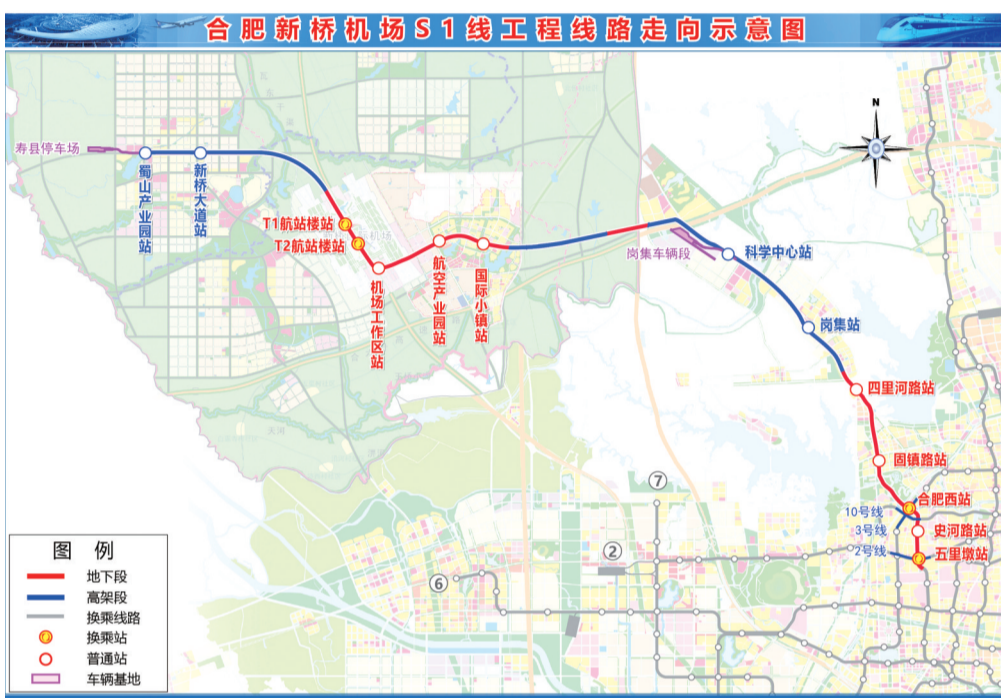 合肥新桥机场S1线工程线路走向示意图
N
寿县停车场
蜀山产业园站
新桥大道站
T1航站楼站
T2航站楼站
机场工作区站
航空产业园站
国际小镇站
岗集车辆段
科学中心站
岗集站
四里河路站
固镇路站
合肥西站
10号线
3号线
史河路站
2号线
五里墩站
⑦
②
⑥
图 例
地下段
高架段
换乘线路
换乘站
普通站
车辆基地